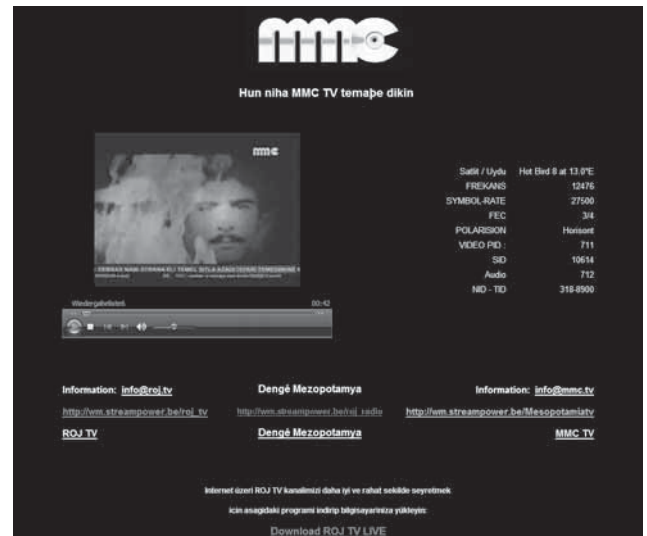 mmc
Hun niha MMC TV temaþe dikin
mmc
Satlit / Uydu Hot Bird 8 at 13.0°E
FREKANS 12476
SYMBOL-RATE 27500
FEC 3/4
POLARISION Horisont
VIDEO PID : 711
SID 10614
Audio 712
NID - TID 318-8900
Wiedergabelisten\ 00:42
Information: info@roj.tv Dengê Mezopotamya Information: info@mmc.tv
http://wm.streampower.be/roj_tv http://wm.streampower.be/roj_radio http://wm.streampower.be/Mesopotamiatv
ROJ TV Dengê Mezopotamya MMC TV
Internet üzeri ROJ TV kanalimizi daha iyi ve rahat sekilde seyretmek
icin asagidaki programi indirip bilgisayariniza yükleyin:
Download ROJ TV LIVE